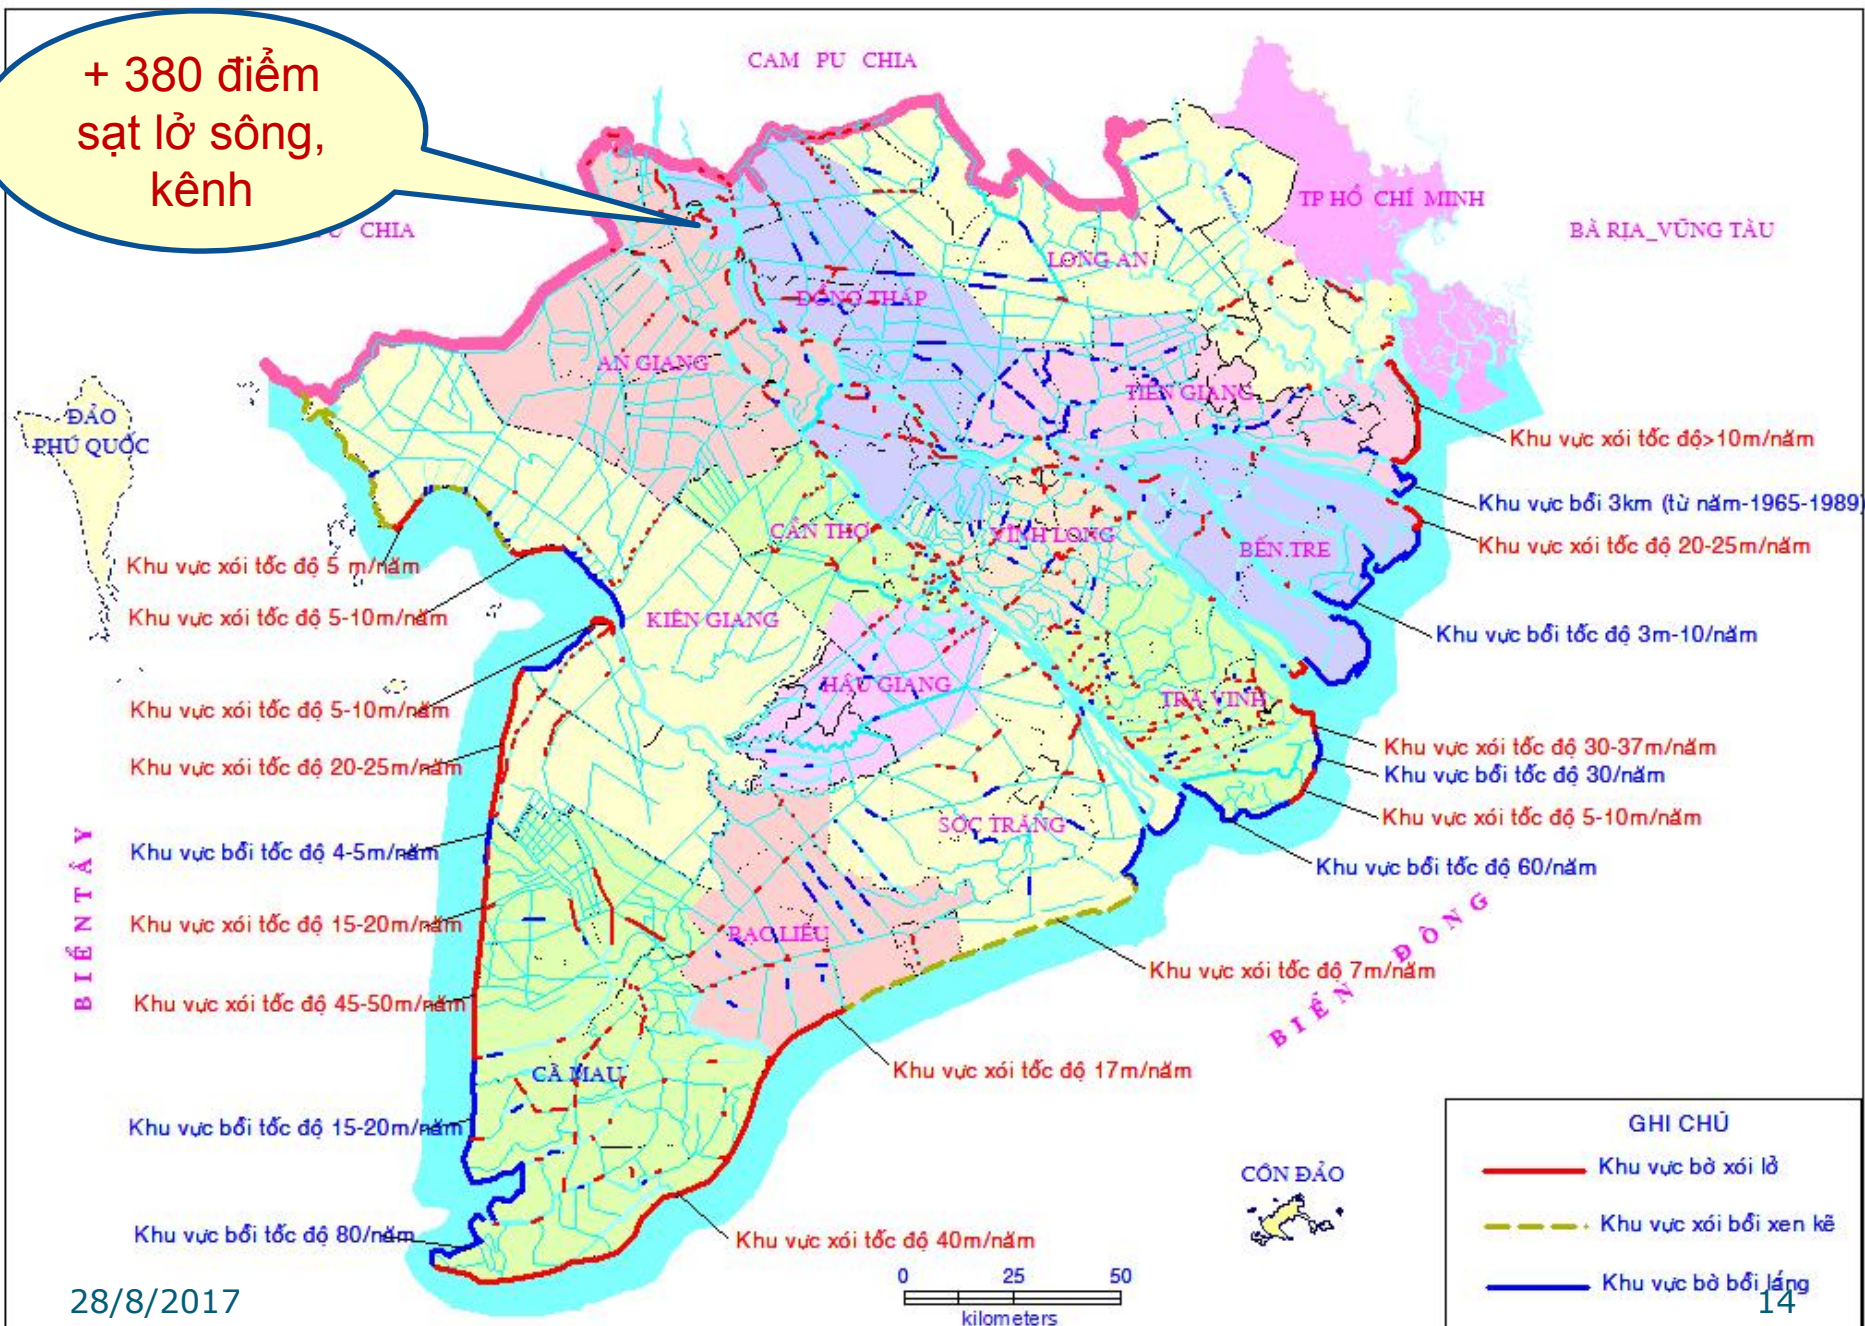 + 380 điểm
sạt lở sông,
kênh
CAM PU CHIA
CHIA
TP HỒ CHÍ MINH
BÀ RỊA_VŨNG TÀU
LONG AN
ĐỒNG THÁP
AN GIANG
TIỀN GIANG
ĐẢO
PHÚ QUỐC
Khu vực xói tốc độ>10m/năm
Khu vực bồi 3km (từ năm-1965-1989)
Khu vực xói tốc độ 20-25m/năm
CẦN THƠ
VĨNH LONG
BẾN.TRE
Khu vực xói tốc độ 5 m/năm
Khu vực xói tốc độ 5-10m/năm
KIÊN GIANG
Khu vực bồi tốc độ 3m-10/năm
HẬU GIANG
TRÀ VINH
Khu vực xói tốc độ 5-10m/năm
Khu vực xói tốc độ 20-25m/năm
Khu vực xói tốc độ 30-37m/năm
Khu vực bồi tốc độ 30/năm
Khu vực xói tốc độ 5-10m/năm
SÓC TRĂNG
Khu vực bồi tốc độ 4-5m/năm
Khu vực bồi tốc độ 60/năm
BIỂN TÂY
Khu vực xói tốc độ 15-20m/năm
BẠC LIÊU
BIỂN ĐÔNG
Khu vực xói tốc độ 7m/năm
Khu vực xói tốc độ 45-50m/năm
CÀ MAU
Khu vực xói tốc độ 17m/năm
Khu vực bồi tốc độ 15-20m/năm
Khu vực bồi tốc độ 80/năm
Khu vực xói tốc độ 40m/năm
CÔN ĐẢO
GHI CHÚ
Khu vực bờ xói lở
Khu vực xói bồi xen kẽ
Khu vực bờ bồi lắng
0 25 50
kilometers
28/8/2017
14